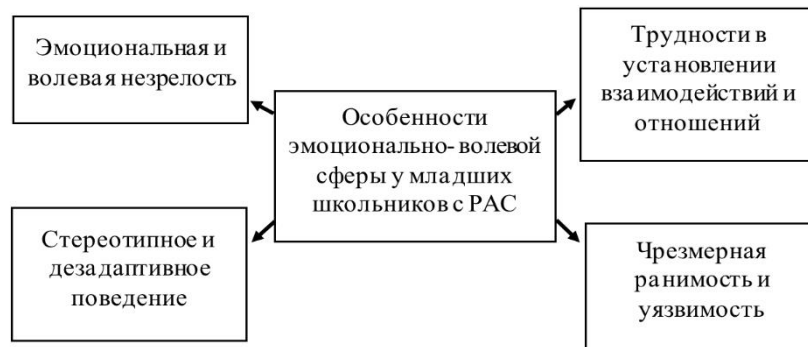 Эмоциональная и
волевая незрелость
Трудности в
установлении
взаимодействий и
отношений
Особенности
эмоционально-волевой
сферы у младших
школьников с РАС
Стереотипное и
дезадаптивное
поведение
Чрезмерная
ранимость и
уязвимость